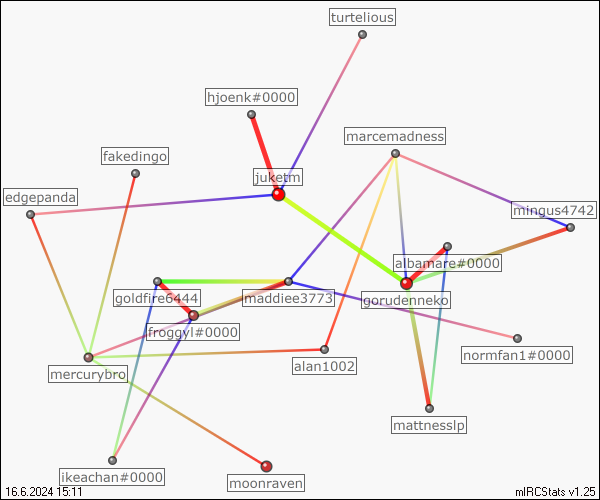 turtelious
hjoenk#0000
marcemadness
fakedingo
juketm
edgepanda
mingus4742
albamare#0000
goldfire6444
maddiee3773
gorudenneko
froggyl#0000
normfan1#0000
alan1002
mercurybro
mattnesslp
ikeachan#0000
moonraven
16.6.2024 15:11
mIRCStats v1.25